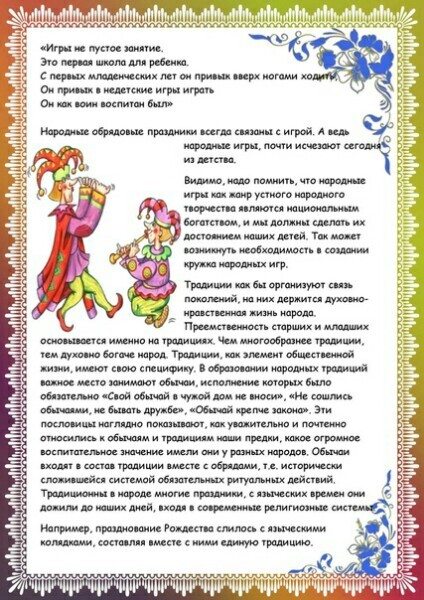 «Игры не пустое занятие.
Это первая школа для ребенка.
С первых младенческих лет он привык вверх ногами ходить,
Он привык в недетские игры играть
Он как воин воспитан был»
Народные обрядовые праздники всегда связаны с игрой. А ведь
народные игры, почти исчезают сегодня
из детства.
Видимо, надо помнить, что народные
игры как жанр устного народного
творчества являются национальным
богатством, и мы должны сделать их
достоянием наших детей. Так может
возникнуть необходимость в создании
кружка народных игр.
Традиции как бы организуют связь
поколений, на них держится духовно-
нравственная жизнь народа.
Преемственность старших и младших
основывается именно на традициях. Чем многообразнее традиции,
тем духовно богаче народ. Традиции, как элемент общественной
жизни, имеют свою специфику. В образовании народных традиций
важное место занимают обычаи, исполнение которых было
обязательно «Свой обычай в чужой дом не вноси», «Не сошлись
обычаями, не бывать дружбе», «Обычай крепче закона». Эти
пословицы наглядно показывают, как уважительно и почтенно
относились к обычаям и традициям наши предки, какое огромное
воспитательное значение имели они у разных народов. Обычаи
входят в состав традиции вместе с обрядами, т.е. исторически
сложившейся системой обязательных ритуальных действий.
Традиционны в народе многие праздники, с языческих времен они
дожили до наших дней, входя в современные религиозные системы
Например, празднование Рождества слилось с языческими
колядками, составляя вместе с ними единую традицию.